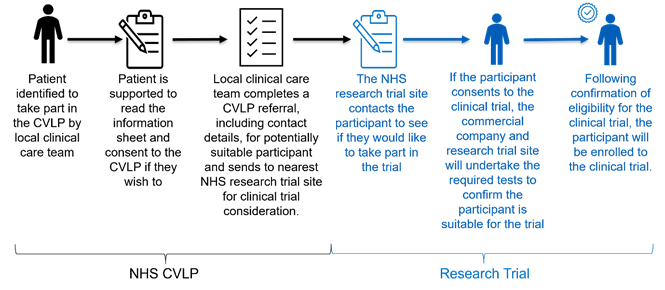 Patient
identified to
take part in
the CVLP by
local clinical
care team
Patient is
supported to
read the
information
sheet and
consent to the
CVLP if they
wish to
Local clinical care
team completes a
CVLP referral,
including contact
details, for potentially
suitable participant
and sends to nearest
NHS research trial site
for clinical trial
consideration.
The NHS
research trial site
contacts the
participant to see
if they would like
to take part in
the trial
If the participant
consents to the
clinical trial, the
commercial
company and
research trial site
will undertake the
required tests to
confirm the
participant is
suitable for the trial
Following
confirmation of
eligibility for the
clinical trial, the
participant will
be enrolled to
the clinical trial.
NHS CVLP
Research Trial